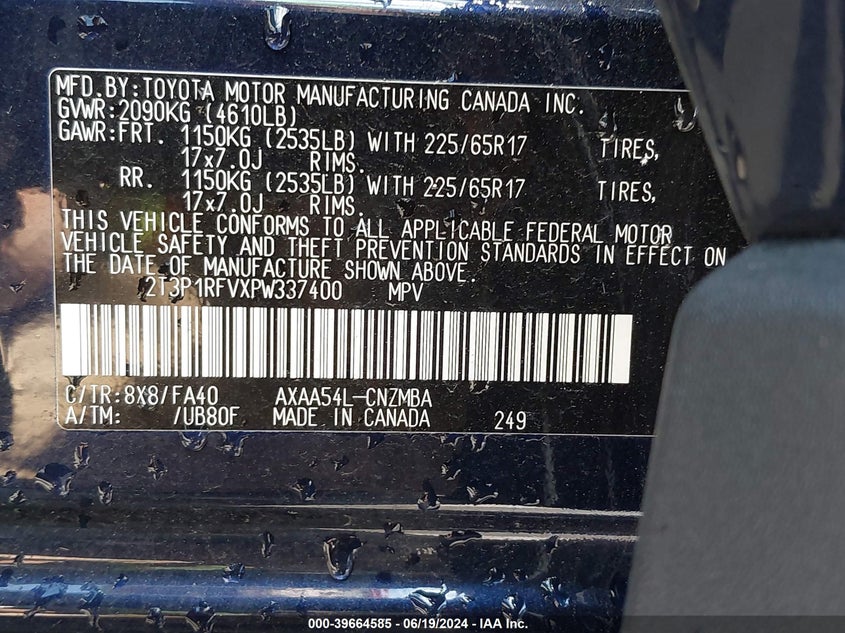 MFD.BY:TOYOTA MOTOR MANUFACTURING CANADA INC.
GVWR:2090KG (4610LB)
GAWR:FRT. 1150KG (2535LB) WITH 225/65R17 TIRES,
17x7.0J RIMS.
RR. 1150KG (2535LB) WITH 225/65R17 TIRES,
17x7.0J RIMS.
THIS VEHICLE CONFORMS TO ALL APPLICABLE FEDERAL MOTOR
VEHICLE SAFETY AND THEFT PREVENTION STANDARDS IN EFFECT ON
THE DATE OF MANUFACTURE SHOWN ABOVE.
2T3P1RFVXPW337400 MPV
C/TR:8X8/FA40 AXAA54L-CNZMBA
A/TM: /UB80F MADE IN CANADA 249
000-39664585 - 06/19/2024 - IAA Inc.